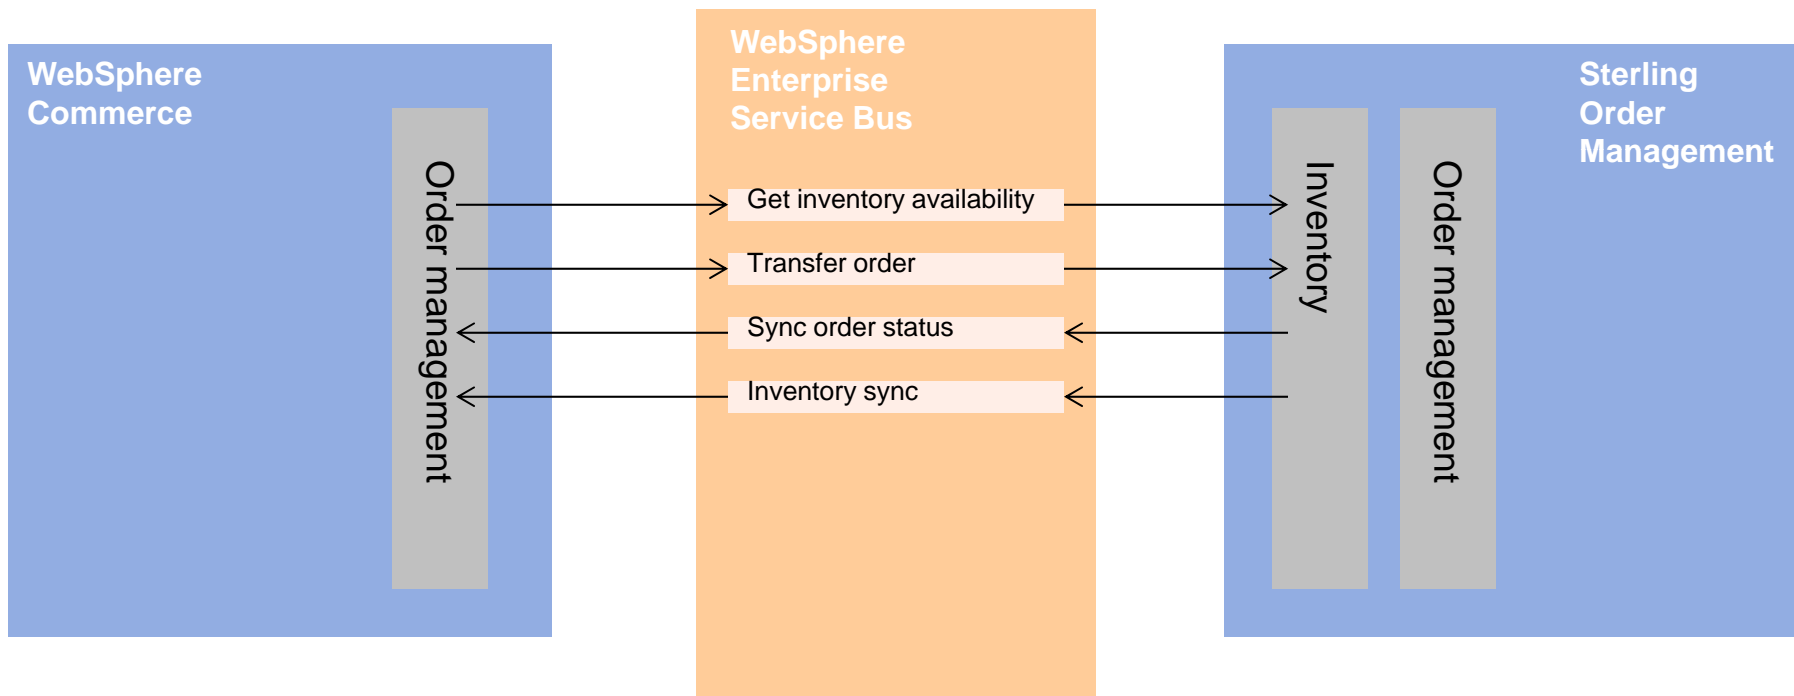 WebSphere
Commerce
Order management
WebSphere
Enterprise
Service Bus
Get inventory availability
Transfer order
Sync order status
Inventory sync
Inventory
Order management
Sterling
Order
Management